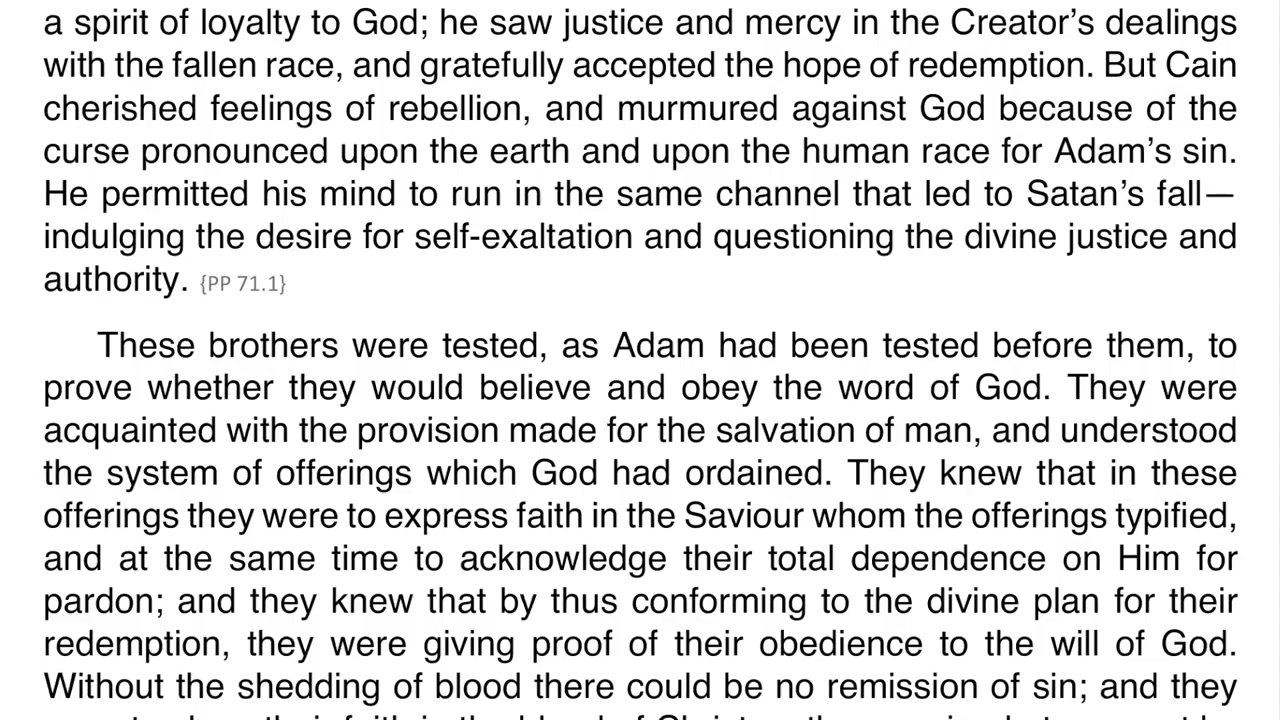 a spirit of loyalty to God; he saw justice and mercy in the Creator’s dealings
with the fallen race, and gratefully accepted the hope of redemption. But Cain
cherished feelings of rebellion, and murmured against God because of the
curse pronounced upon the earth and upon the human race for Adam’s sin.
He permitted his mind to run in the same channel that led to Satan’s fall—
indulging the desire for self-exaltation and questioning the divine justice and
authority. {PP 71.1}
These brothers were tested, as Adam had been tested before them, to
prove whether they would believe and obey the word of God. They were
acquainted with the provision made for the salvation of man, and understood
the system of offerings which God had ordained. They knew that in these
offerings they were to express faith in the Saviour whom the offerings typified,
and at the same time to acknowledge their total dependence on Him for
pardon; and they knew that by thus conforming to the divine plan for their
redemption, they were giving proof of their obedience to the will of God.
Without the shedding of blood there could be no remission of sin; and they